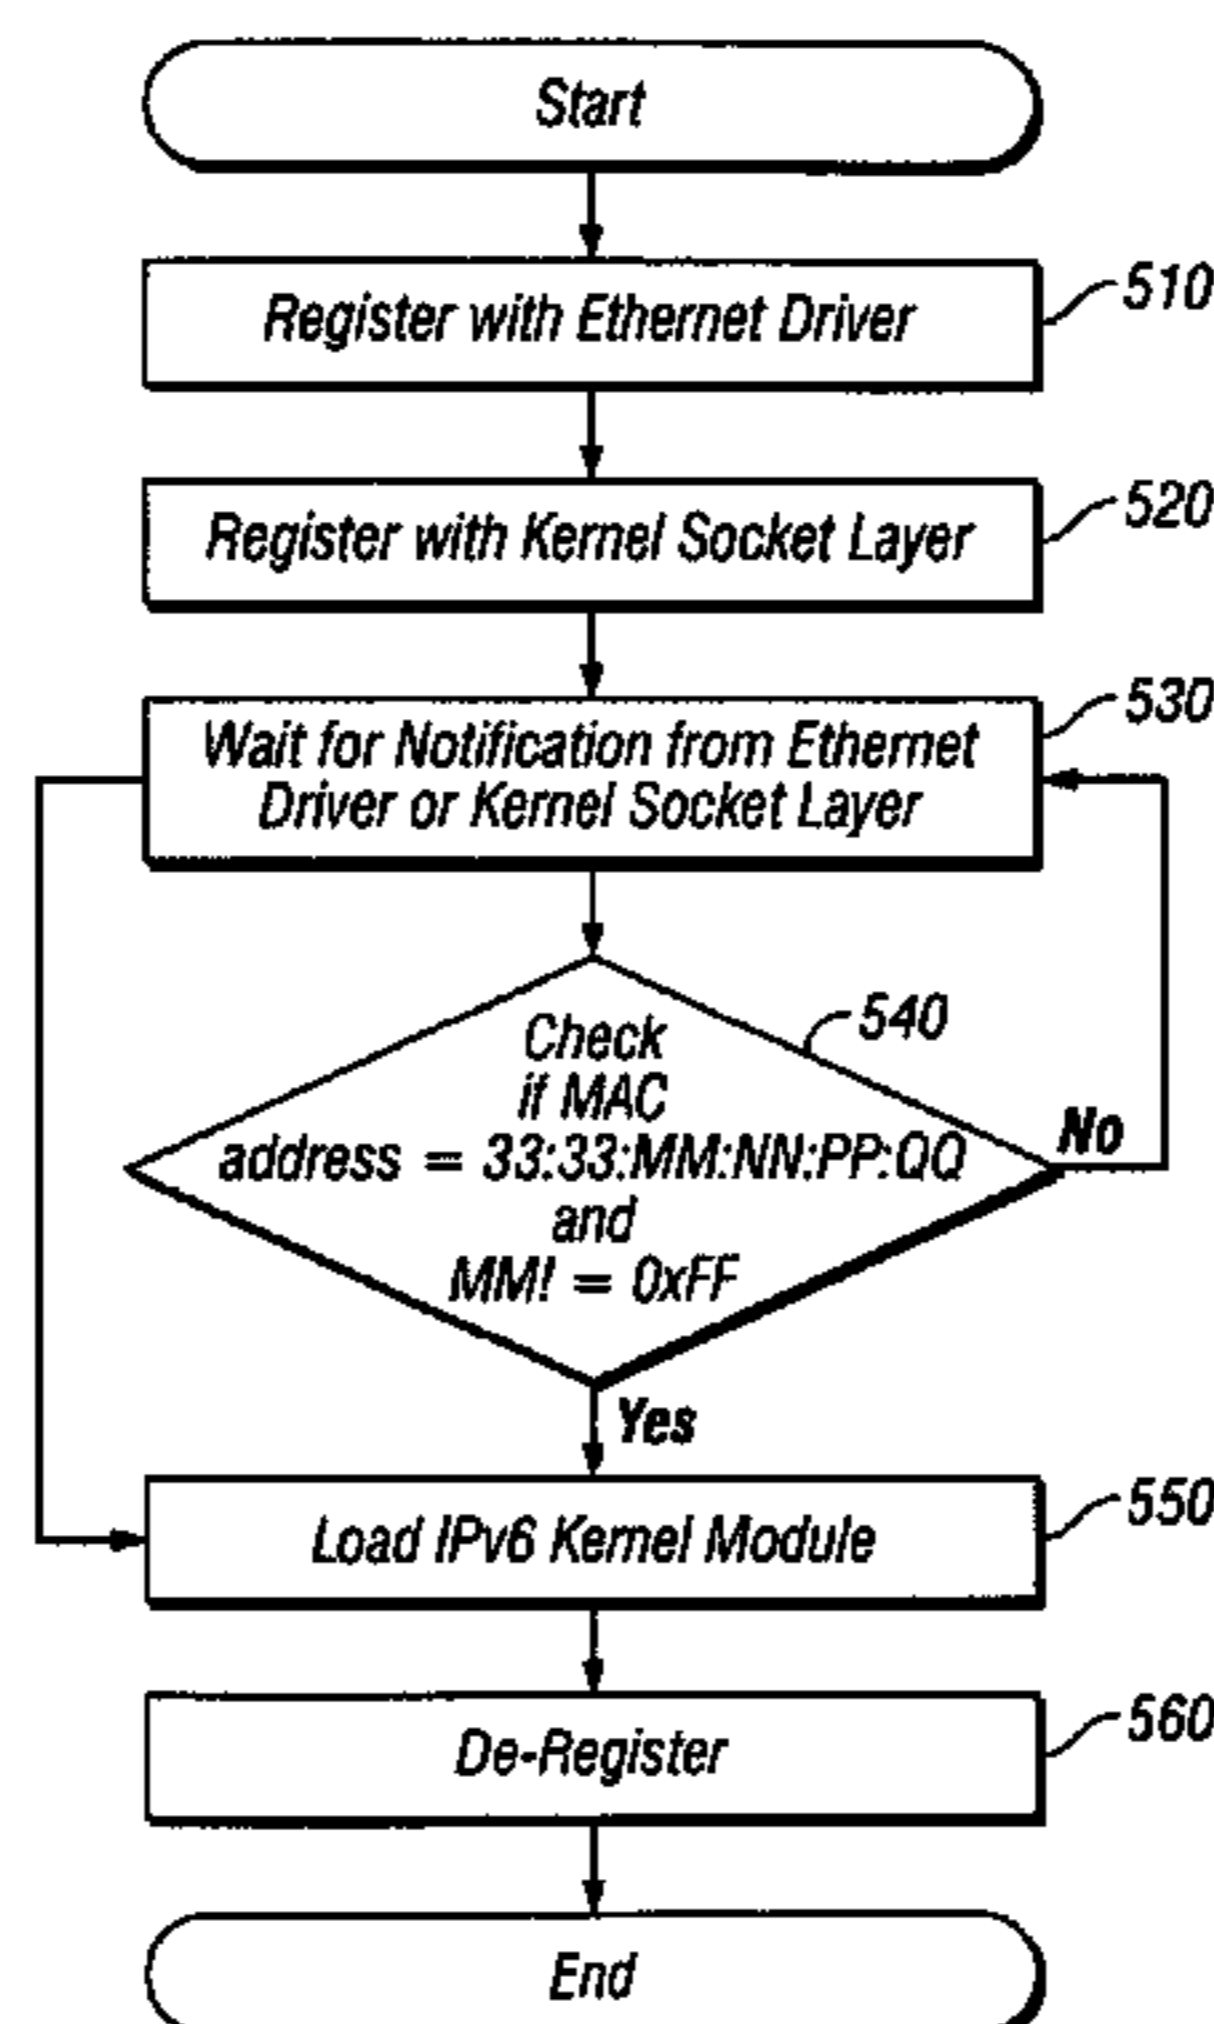 Start
Register with Ethernet Driver
510
Register with Kernel Socket Layer
520
530
Wait for Notification from Ethernet
Driver or Kernel Socket Layer
540
Check
if MAC
address = 33:33:MM:NN:PP:QQ
and
MM! = 0xFF
No
Yes
Load IPv6 Kernel Module
550
De-Register
560
End